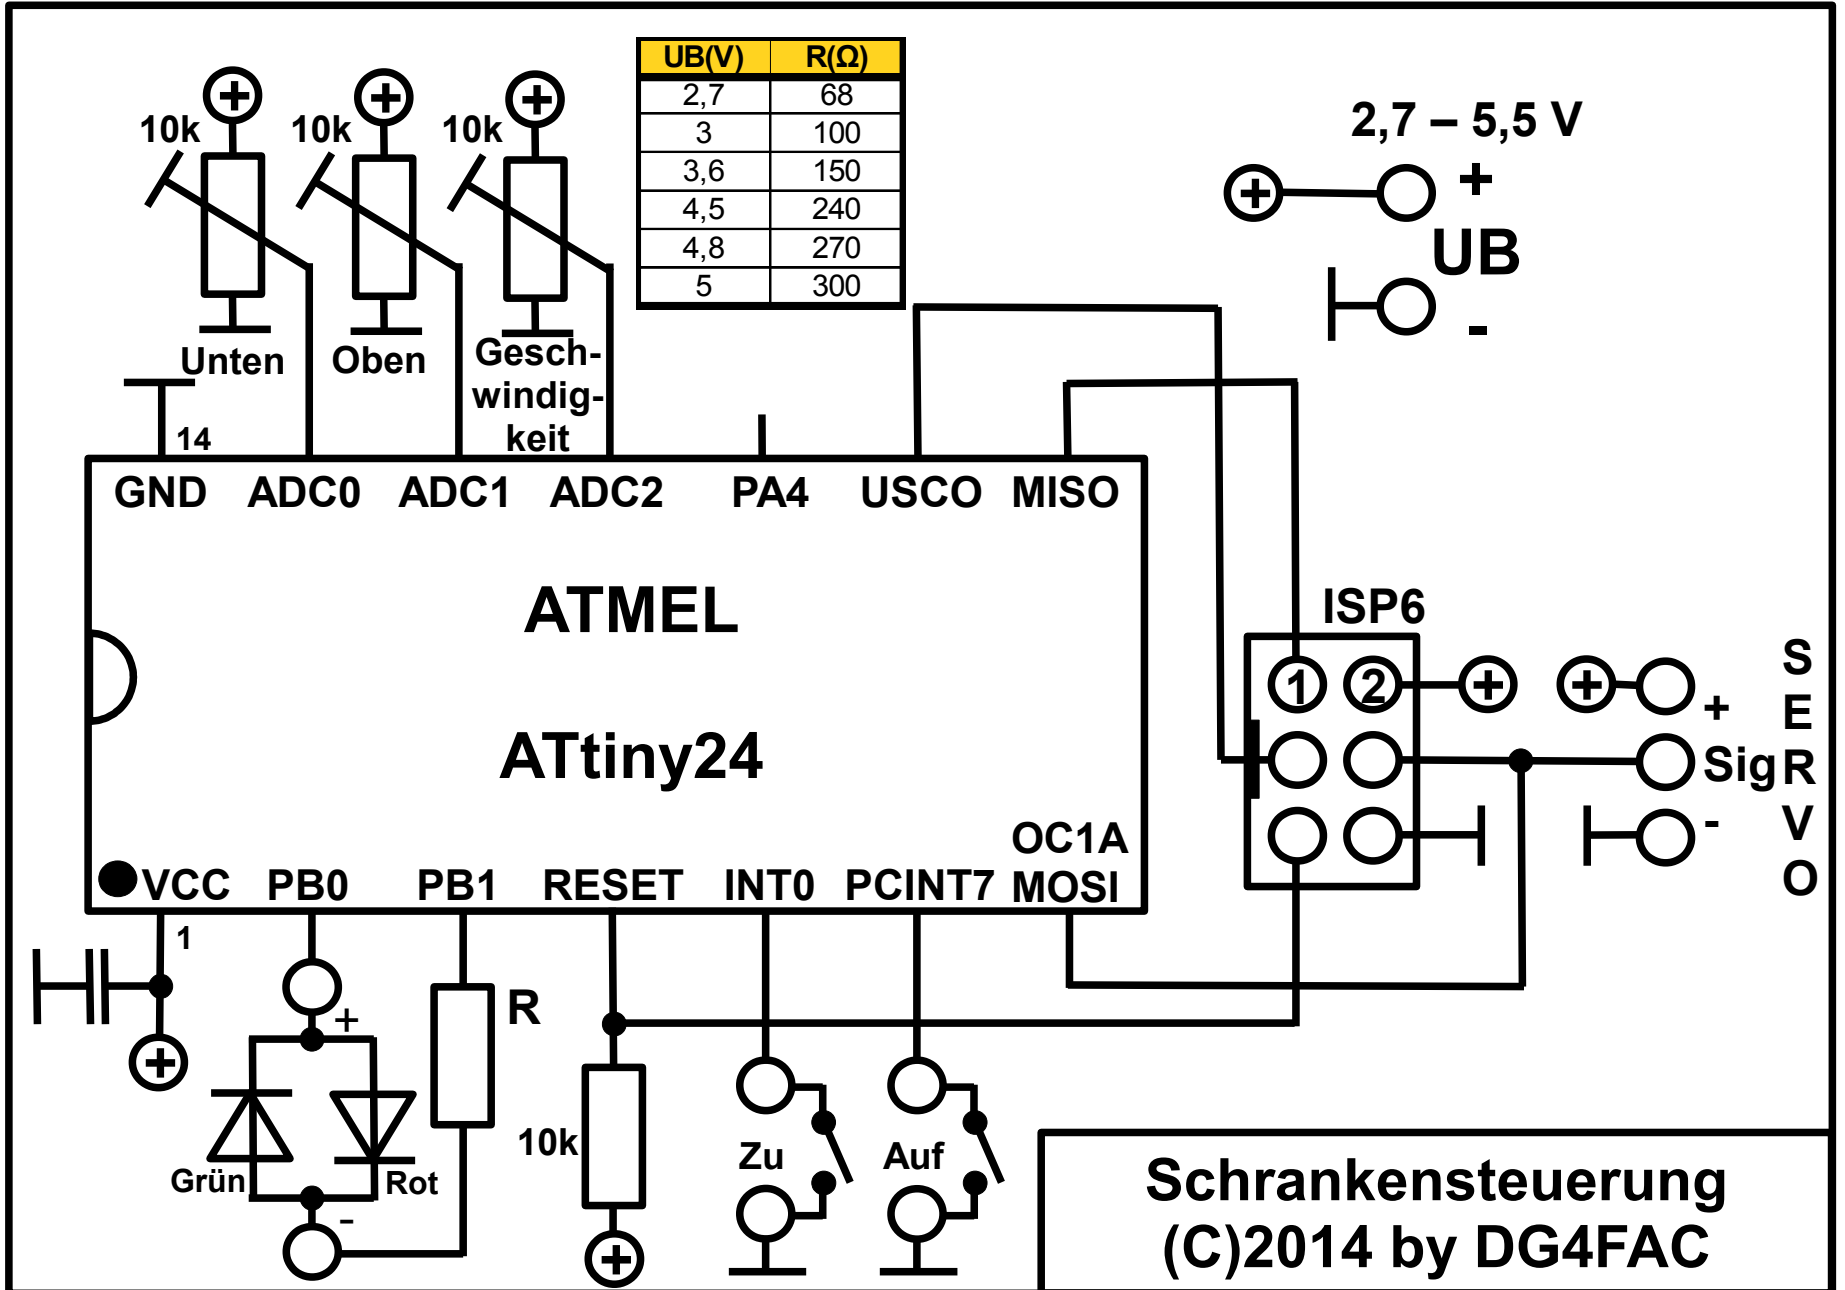 UB(V) R(Ω)
2,7 68
3 100
3,6 150
4,5 240
4,8 270
5 300
2,7 – 5,5 V
+
UB
-
10k 10k 10k
Unten Oben Gesch-
windig-
keit
14
GND ADC0 ADC1 ADC2 PA4 USCO MISO
ATMEL
ATtiny24
OC1A
VCC PB0 PB1 RESET INT0 PCINT7 MOSI
1
ISP6
1 2
+
Sig
-
SERVO
R
+
Grün Rot
-
10k
Zu Auf
Schrankensteuerung
(C)2014 by DG4FAC